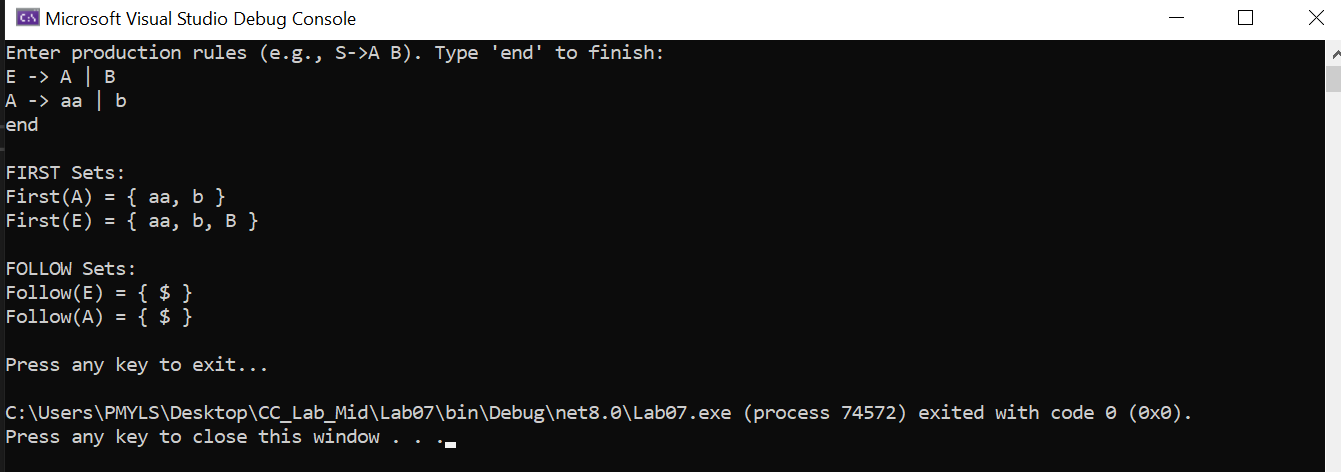 Microsoft Visual Studio Debug Console
Enter production rules (e.g., S->A B). Type 'end' to finish:
E -> A | B
A -> aa | b
end
FIRST Sets:
First(A) = { aa, b }
First(E) = { aa, b, B }
FOLLOW Sets:
Follow(E) = { $ }
Follow(A) = { $ }
Press any key to exit...
C:\Users\PMYLS\Desktop\CC_Lab_Mid\Lab07\bin\Debug\net8.0\Lab07.exe (process 74572) exited with code 0 (0x0).
Press any key to close this window . . .